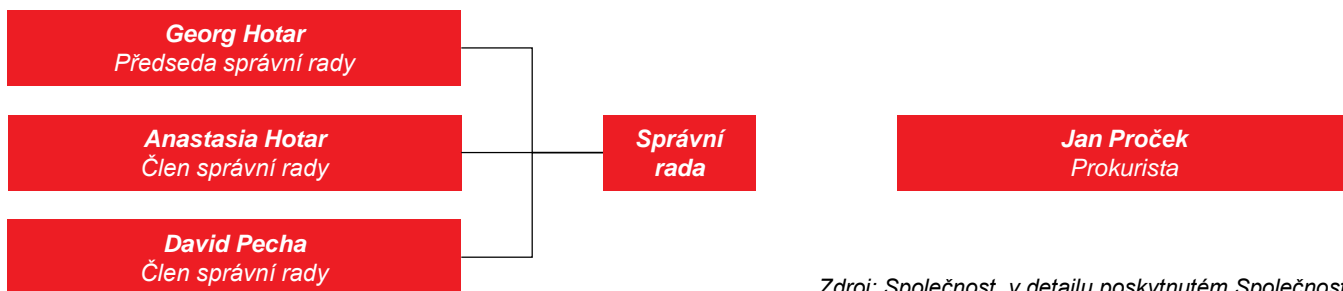 Georg Hotar
Předseda správní rady
Anastasia Hotar
Člen správní rady
David Pecha
Člen správní rady
Správní
rada
Jan Proček
Prokurista
Zdroj: Společnost, v detailu poskytnutém Společnost